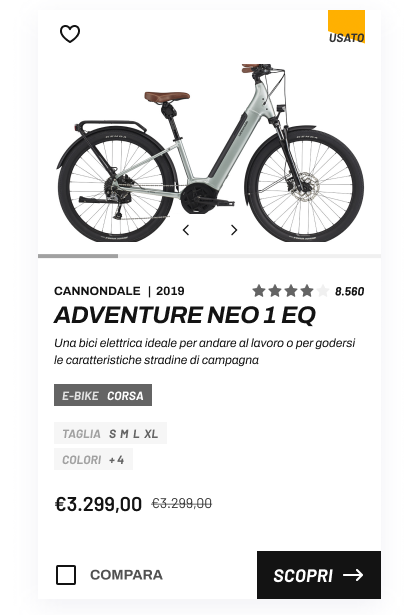 USATO
CANNONDALE | 2019
8.560
ADVENTURE NEO 1 EQ
Una bici elettrica ideale per andare al lavoro o per godersi
le caratteristiche stradine di campagna
E-BIKE CORSA
TAGLIA S M L XL
COLORI +4
€3.299,00 €3.299,00
COMPARA
SCOPRI